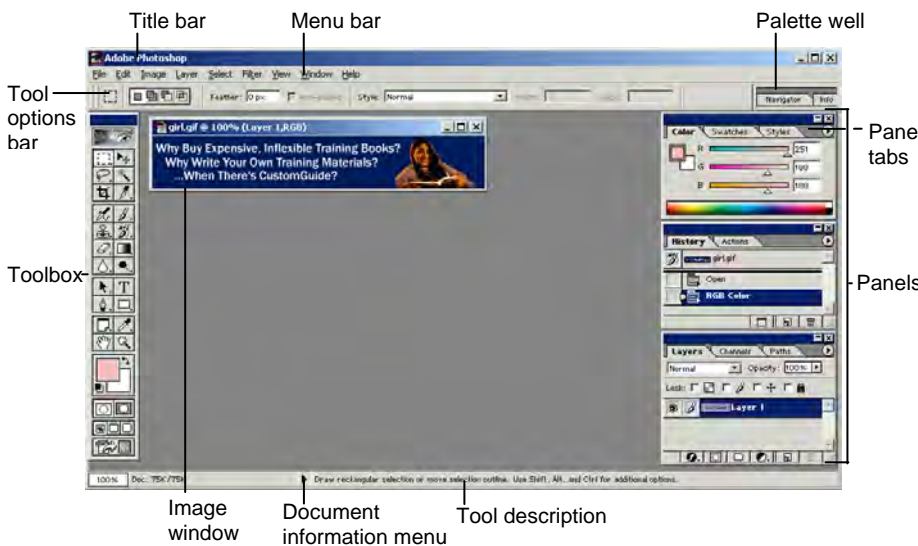 Title bar
Menu bar
Palette well
Adobe Photoshop
File Edit Image Layer Select Filter View Window Help
Tool options bar
Feather: 0 px Style: Normal
Navigator Info
girl.gif @ 100% (Layer 1,RGB)
Why Buy Expensive, Inflexible Training Books?
Why Write Your Own Training Materials?
...When There's CustomGuide?
Color Swatches Styles
Pane
tabs
R 251
G
B
Toolbox
History Actions
girl.gif
Open
RGB Color
Panels
Layers Channels Paths
Normal Opacity: 100%
Lock:
Layer 1
100% Doc: 75K/75K Draw rectangular selection or move selection outline. Use Shift, Alt, and Ctrl for additional options.
Image
window
Document
information menu
Tool description